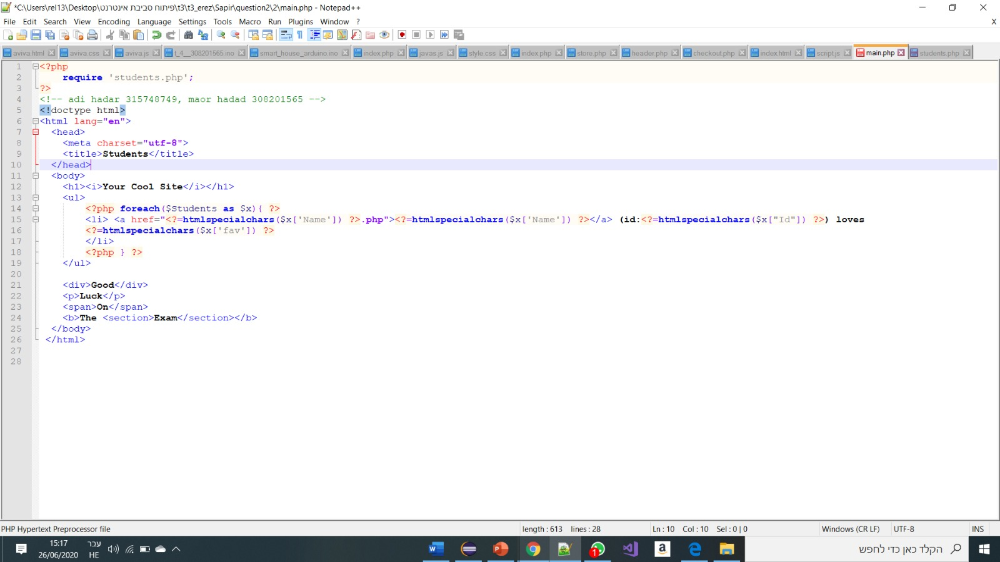 *C:\Users\rel13\Desktop\פיתוח סביבת אינטרנט\t3\t3_erez\Sapir\question2\2\main.php - Notepad++
File Edit Search View Encoding Language Settings Tools Macro Run Plugins Window ? X
aviva.html aviva.css aviva.js t_4__308201565.ino smart_house_arduino.ino index.php javas.js style.css index.php store.php header.php checkout.php index.html script.js main.php students.php
1 <?php
2 require 'students.php';
3 ?>
4 <!-- adi hadar 315748749, maor hadad 308201565 -->
5 <!doctype html>
6 <html lang="en">
7 <head>
8 <meta charset="utf-8">
9 <title>Students</title>
10 </head>
11 <body>
12 <h1><i>Your Cool Site</i></h1>
13 <ul>
14 <?php foreach($Students as $x){ ?>
15 <li> <a href="<?=htmlspecialchars($x['Name']) ?>.php"><?=htmlspecialchars($x['Name']) ?></a> (id:<?=htmlspecialchars($x["Id"]) ?>) loves
16 <?=htmlspecialchars($x['fav']) ?>
17 </li>
18 <?php } ?>
19 </ul>
20
21 <div>Good</div>
22 <p>Luck</p>
23 <span>On</span>
24 <b>The <section>Exam</section></b>
25 </body>
26 </html>
27
28
PHP Hypertext Preprocessor file length : 613 lines : 28 Ln : 10 Col : 10 Sel : 0 | 0 Windows (CR LF) UTF-8 INS
15:17
26/06/2020
עבר
HE
1
הקלד כאן כדי לחפש